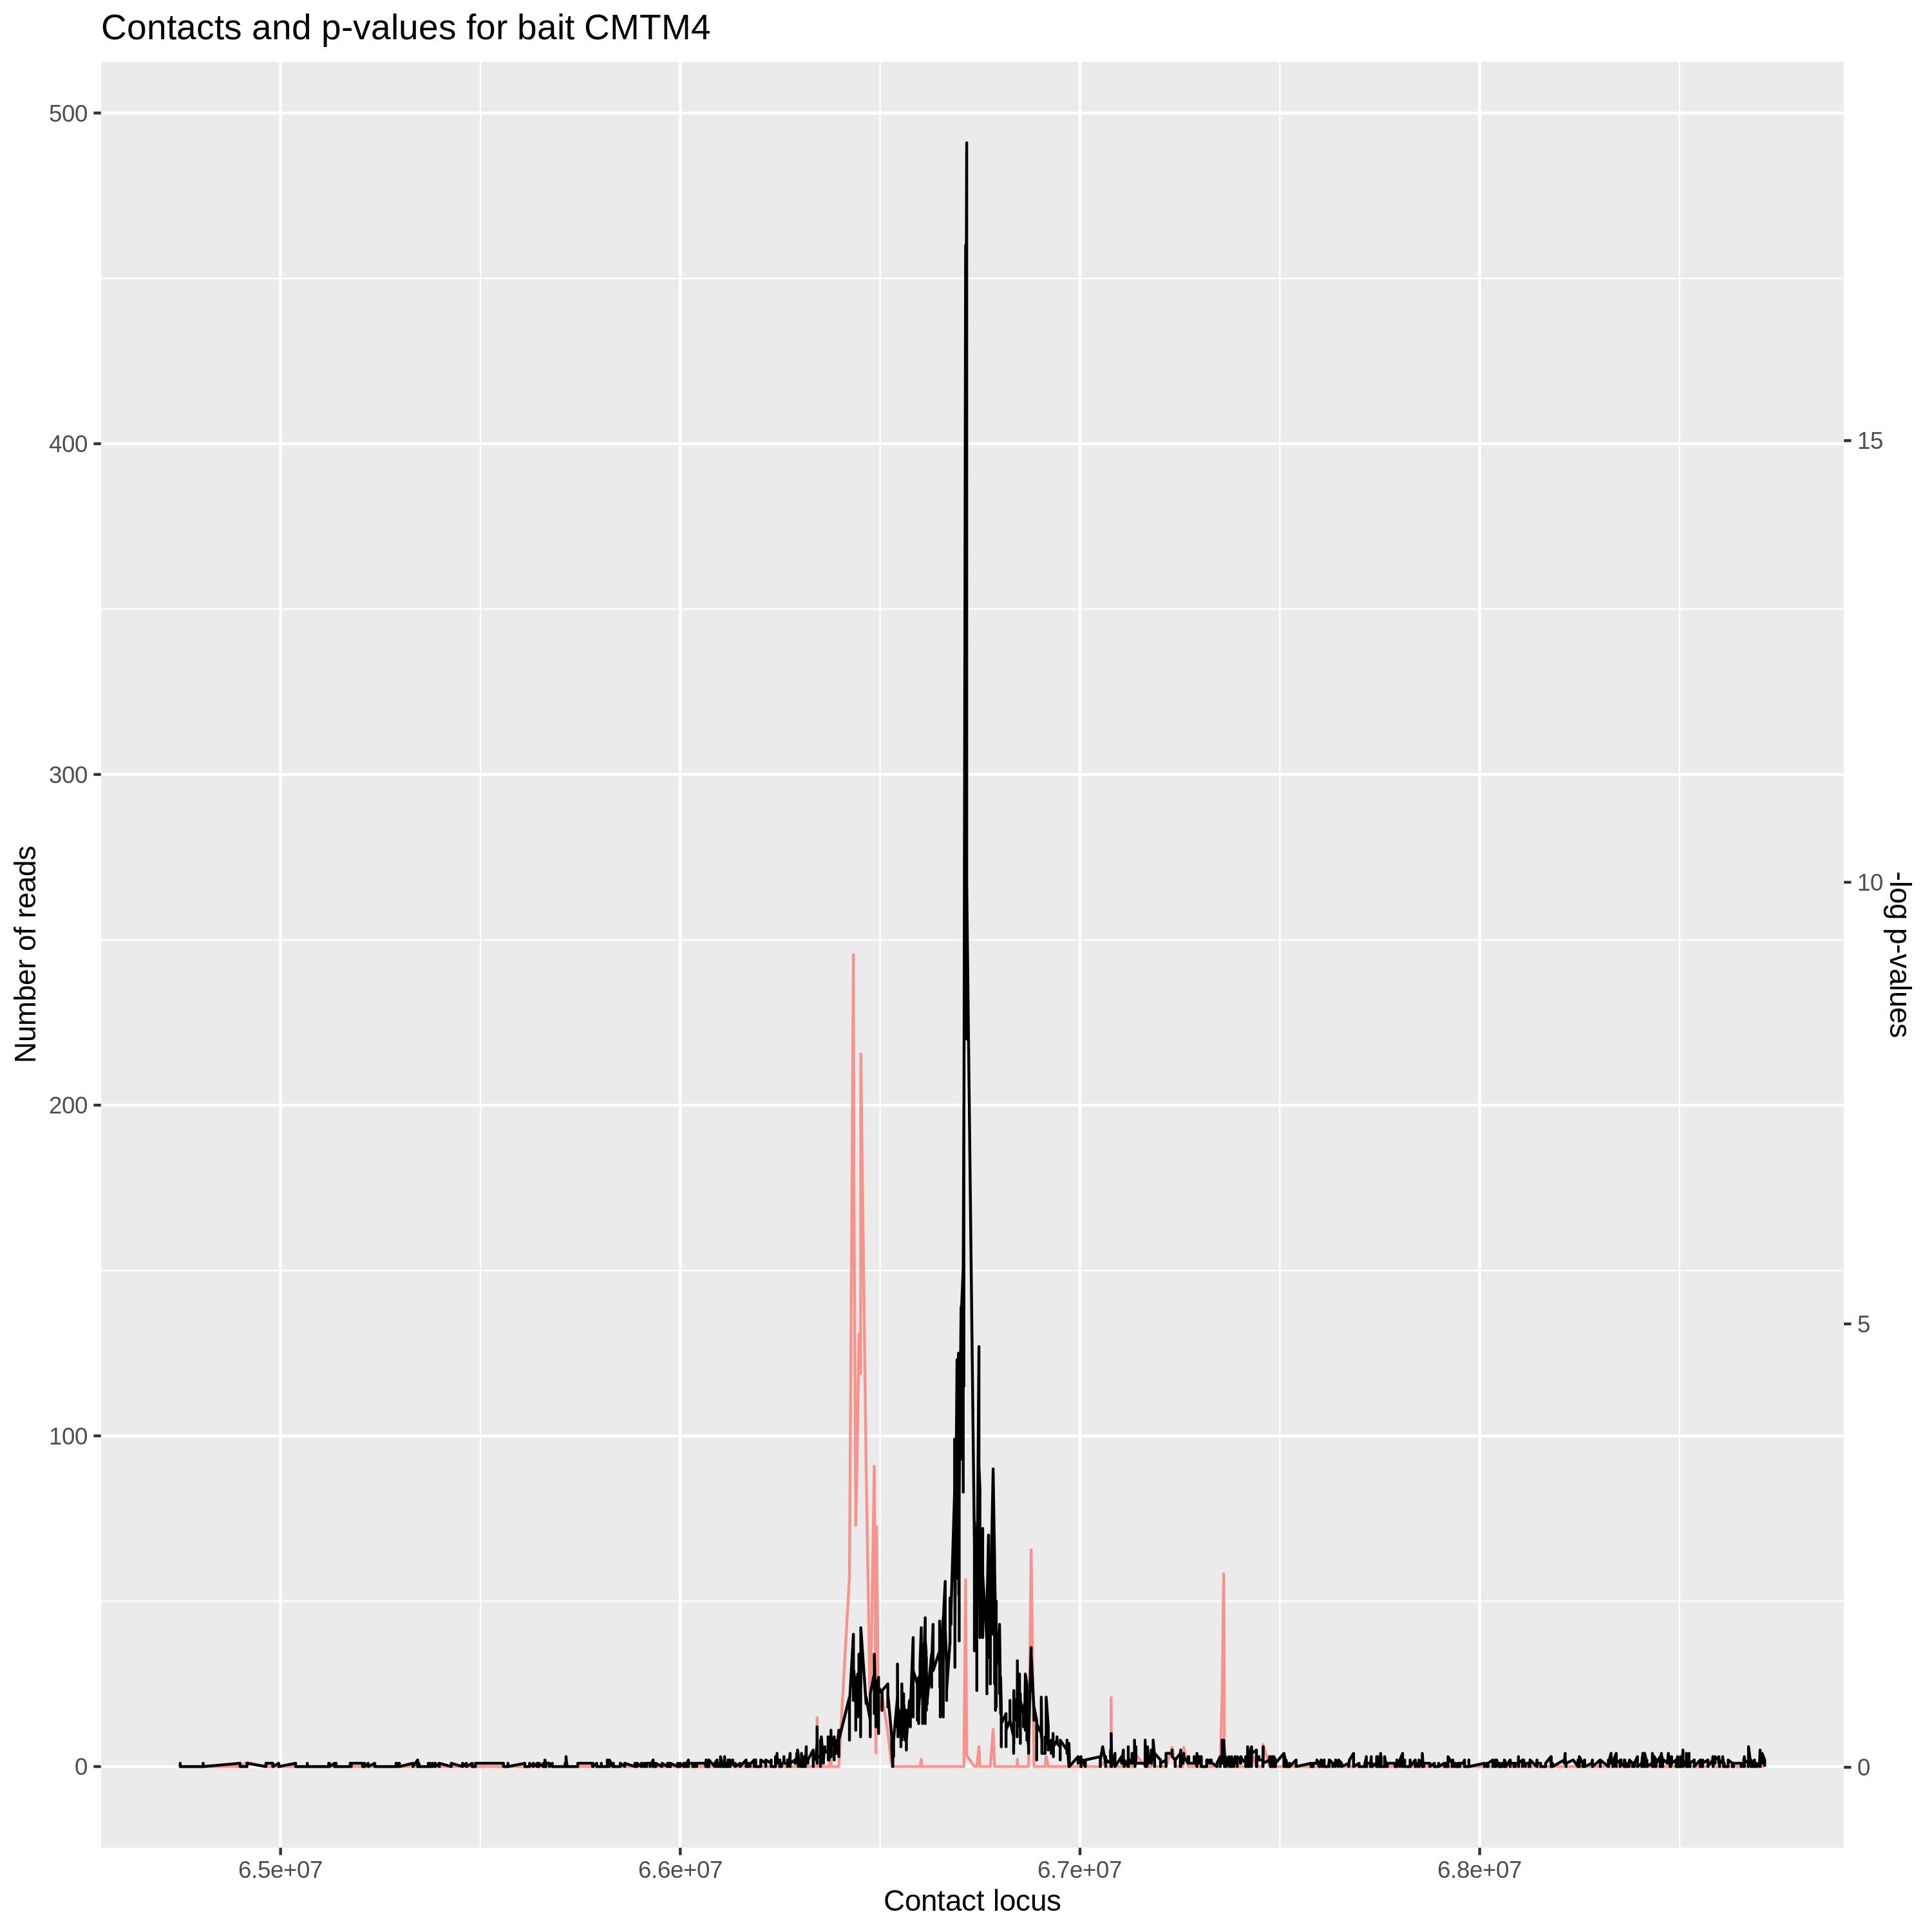 Contacts and p-values for bait CMTM4
500
400
300
200
100
0
Number of reads
15
10
5
0
-log p-values
6.5e+07
6.6e+07
6.7e+07
6.8e+07
Contact locus